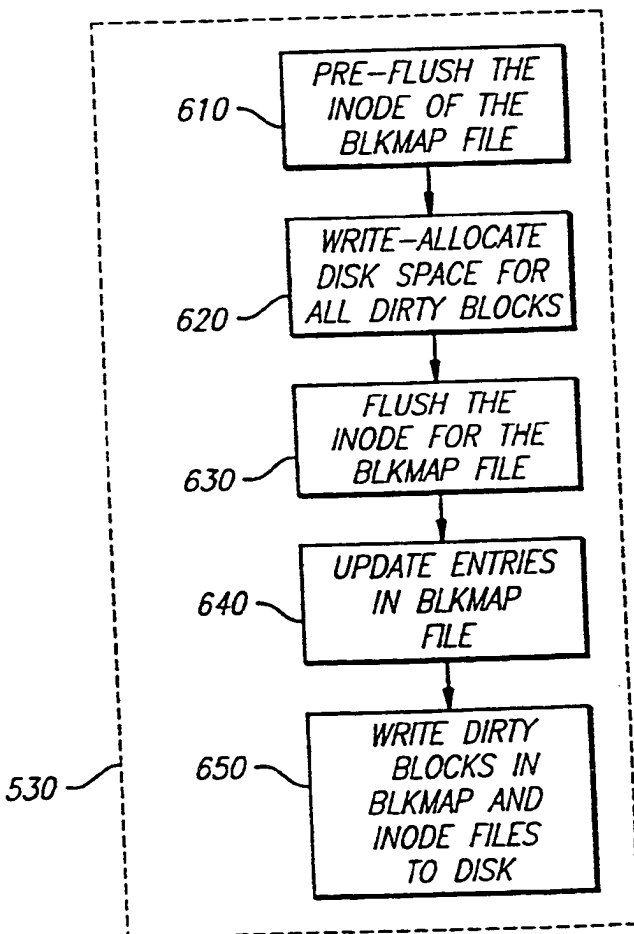 610
PRE-FLUSH THE
INODE OF THE
BLKMAP FILE
620
WRITE-ALLOCATE
DISK SPACE FOR
ALL DIRTY BLOCKS
630
FLUSH THE
INODE FOR THE
BLKMAP FILE
640
UPDATE ENTRIES
IN BLKMAP
FILE
530
650
WRITE DIRTY
BLOCKS IN
BLKMAP AND
INODE FILES
TO DISK